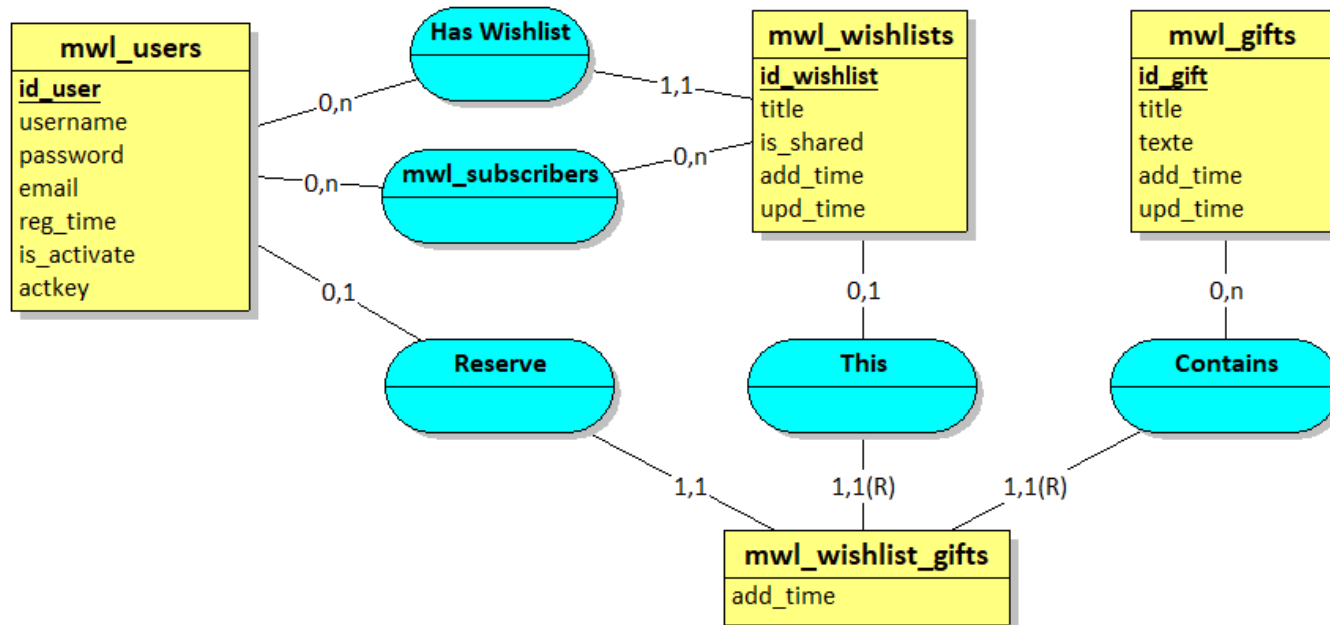 mwl_users
id_user
username
password
email
reg_time
is_activate
actkey
Has Wishlist
mwl_subscribers
mwl_wishlists
id_wishlist
title
is_shared
add_time
upd_time
mwl_gifts
id_gift
title
texte
add_time
upd_time
0,n
1,1
0,n
0,n
0,1
0,1
0,n
Reserve
This
Contains
1,1
1,1(R)
1,1(R)
mwl_wishlist_gifts
add_time